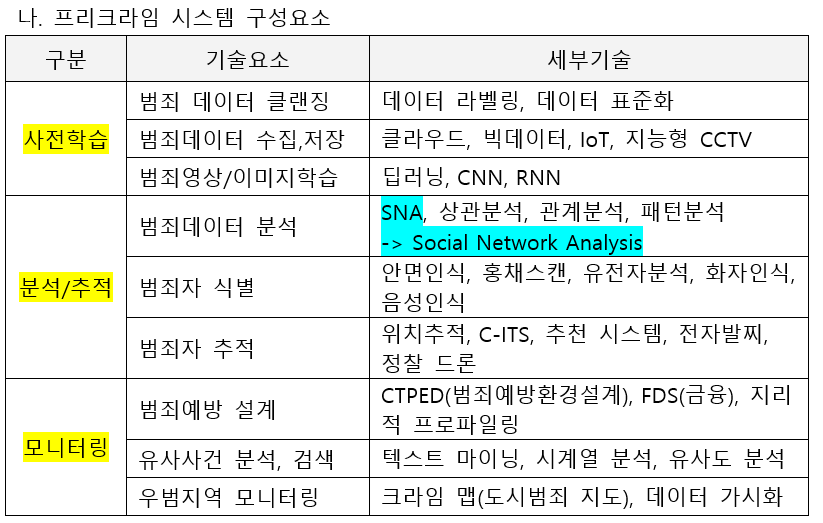 나. 프리크라임 시스템 구성요소
구분 기술요소 세부기술
사전학습
범죄 데이터 클랜징 데이터 라벨링, 데이터 표준화
범죄데이터 수집,저장 클라우드, 빅데이터, IoT, 지능형 CCTV
범죄영상/이미지학습 딥러닝, CNN, RNN
분석/추적
범죄데이터 분석 SNA, 상관분석, 관계분석, 패턴분석
-> Social Network Analysis
범죄자 식별 안면인식, 홍채스캔, 유전자분석, 화자인식,
음성인식
범죄자 추적 위치추적, C-ITS, 추천 시스템, 전자발찌,
정찰 드론
모니터링
범죄예방 설계 CTPED(범죄예방환경설계), FDS(금융), 지리
적 프로파일링
유사사건 분석, 검색 텍스트 마이닝, 시계열 분석, 유사도 분석
우범지역 모니터링 크라임 맵(도시범죄 지도), 데이터 가시화